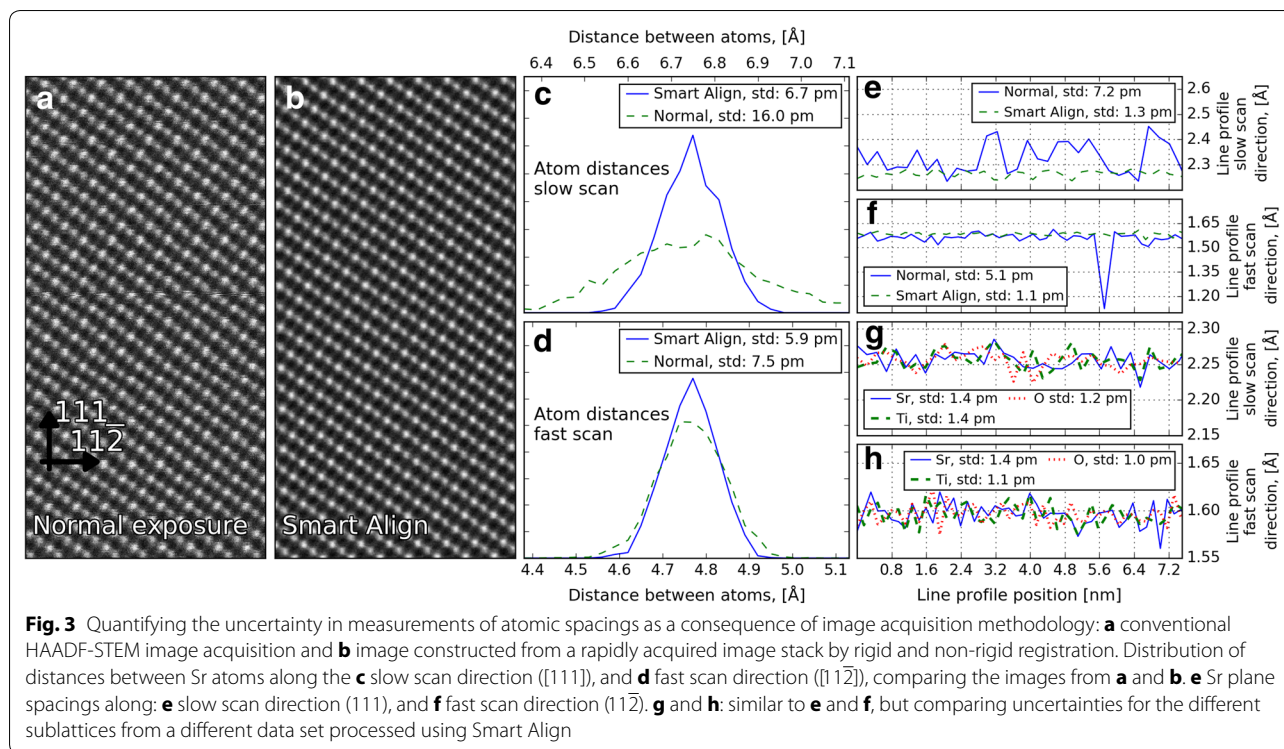 Distance between atoms, [Å]
6.4 6.5 6.6 6.7 6.8 6.9 7.0 7.1
a
111
112̅
Normal exposure
b
Smart Align
c
Smart Align, std: 6.7 pm
Normal, std: 16.0 pm
Atom distances
slow scan
d
Smart Align, std: 5.9 pm
Normal, std: 7.5 pm
Atom distances
fast scan
4.4 4.5 4.6 4.7 4.8 4.9 5.0 5.1
Distance between atoms, [Å]
e
Normal, std: 7.2 pm
Smart Align, std: 1.3 pm
2.6
2.5
2.4
2.3
Line profile
slow scan
direction, [Å]
f
Normal, std: 5.1 pm
Smart Align, std: 1.1 pm
1.65
1.50
1.35
1.20
Line profile
fast scan
direction, [Å]
g
Sr, std: 1.4 pm O std: 1.2 pm
Ti, std: 1.4 pm
2.30
2.25
2.20
2.15
Line profile
slow scan
direction, [Å]
h
Sr, std: 1.4 pm O, std: 1.0 pm
Ti, std: 1.1 pm
1.65
1.60
1.55
Line profile
fast scan
direction, [Å]
0.8 1.6 2.4 3.2 4.0 4.8 5.6 6.4 7.2
Line profile position [nm]
Fig. 3 Quantifying the uncertainty in measurements of atomic spacings as a consequence of image acquisition methodology: a conventional
HAADF-STEM image acquisition and b image constructed from a rapidly acquired image stack by rigid and non-rigid registration. Distribution of
distances between Sr atoms along the c slow scan direction ([111]), and d fast scan direction ([112̅]), comparing the images from a and b. e Sr plane
spacings along: e slow scan direction (111), and f fast scan direction (112̅). g and h: similar to e and f, but comparing uncertainties for the different
sublattices from a different data set processed using Smart Align